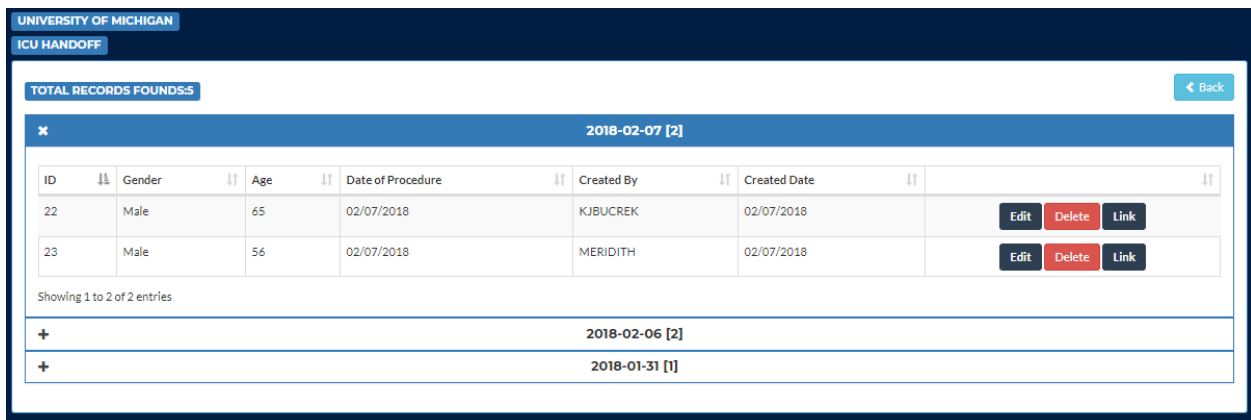 UNIVERSITY OF MICHIGAN
ICU HANDOFF
TOTAL RECORDS FOUNDS:5 Back
2018-02-07 [2]
ID Gender Age Date of Procedure Created By Created Date
22 Male 65 02/07/2018 KJBUCREK 02/07/2018 Edit Delete Link
23 Male 56 02/07/2018 MERIDITH 02/07/2018 Edit Delete Link
Showing 1 to 2 of 2 entries
2018-02-06 [2]
2018-01-31 [1]